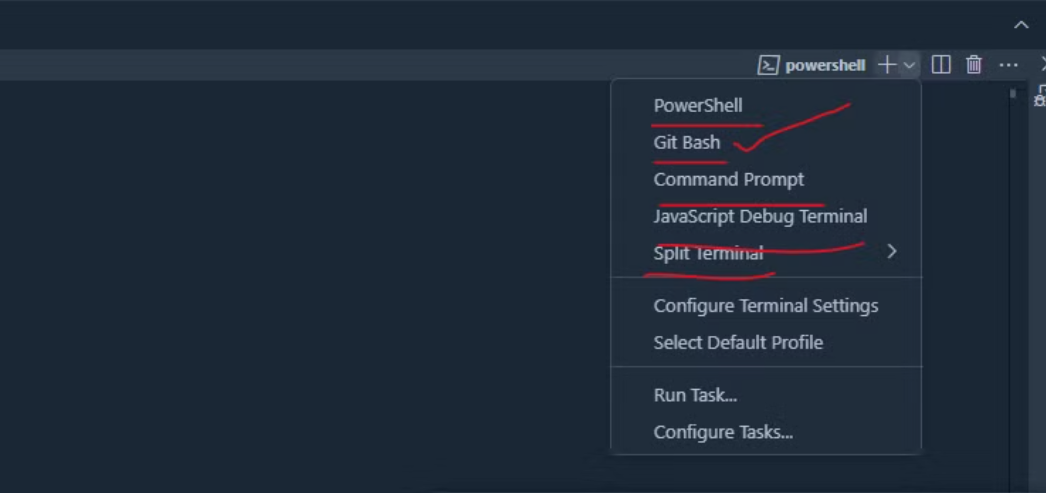 powershell
PowerShell
Git Bash
Command Prompt
JavaScript Debug Terminal
Split Terminal
Configure Terminal Settings
Select Default Profile
Run Task...
Configure Tasks...